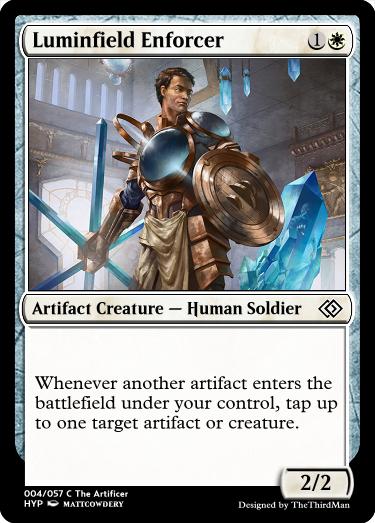 Luminfield Enforcer 1
Artifact Creature — Human Soldier
Whenever another artifact enters the
battlefield under your control, tap up
to one target artifact or creature.
2/2
004/057 C The Artificer
HYP MATTCOWDERY
Designed by TheThirdMan